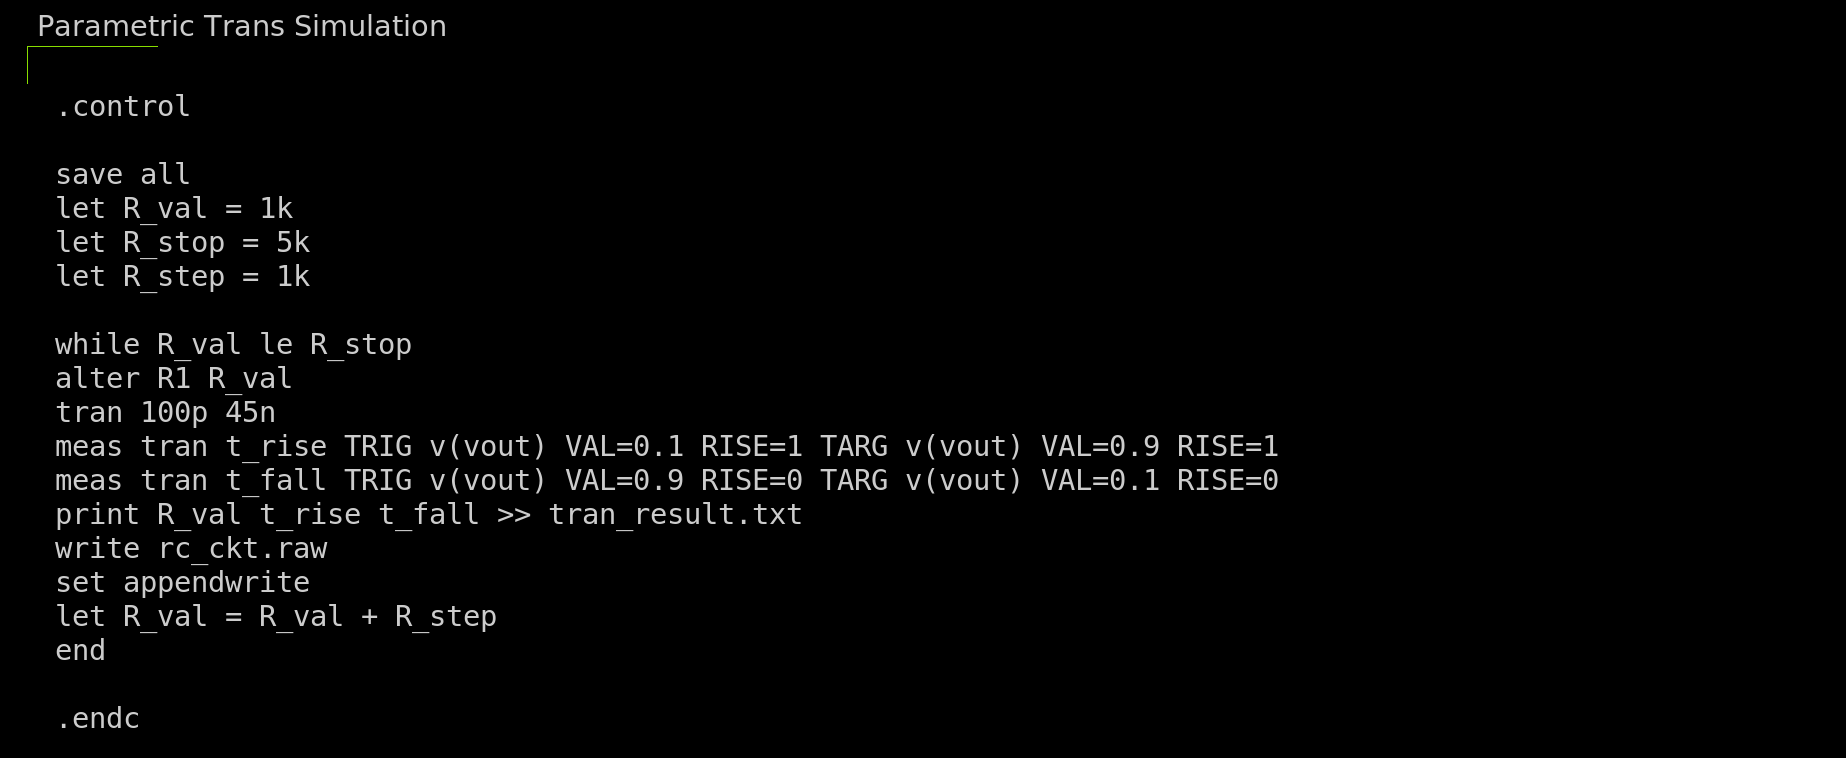 Parametric Trans Simulation
.control
save all
let R_val = 1k
let R_stop = 5k
let R_step = 1k
while R_val le R_stop
alter R1 R_val
tran 100p 45n
meas tran t_rise TRIG v(vout) VAL=0.1 RISE=1 TARG v(vout) VAL=0.9 RISE=1
meas tran t_fall TRIG v(vout) VAL=0.9 RISE=0 TARG v(vout) VAL=0.1 RISE=0
print R_val t_rise t_fall >> tran_result.txt
write rc_ckt.raw
set appendwrite
let R_val = R_val + R_step
end
.endc